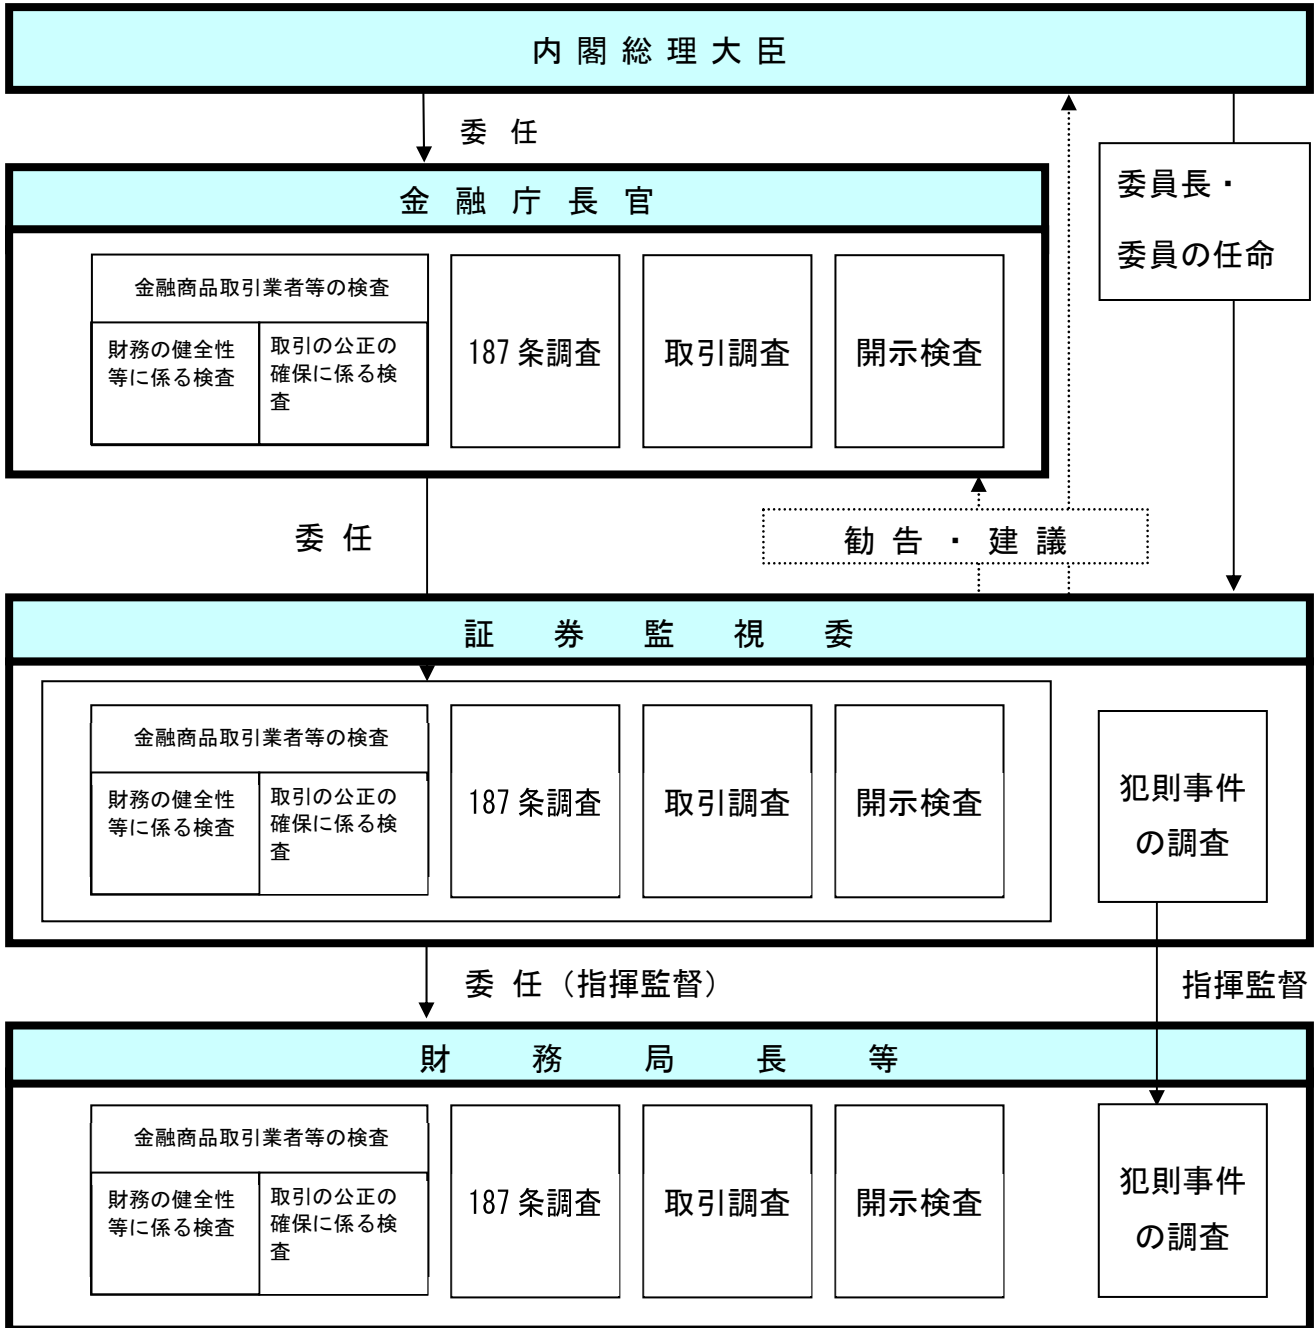 内閣総理大臣
委任
委員長・
委員の任命
金融庁長官
金融商品取引業者等の検査
財務の健全性
等に係る検査
取引の公正の
確保に係る検
査
187条調査
取引調査
開示検査
委任
勧告・建議
証券監視委
金融商品取引業者等の検査
財務の健全性
等に係る検査
取引の公正の
確保に係る検
査
187条調査
取引調査
開示検査
犯則事件
の調査
委任（指揮監督）
指揮監督
財務局長等
金融商品取引業者等の検査
財務の健全性
等に係る検査
取引の公正の
確保に係る検
査
187条調査
取引調査
開示検査
犯則事件
の調査